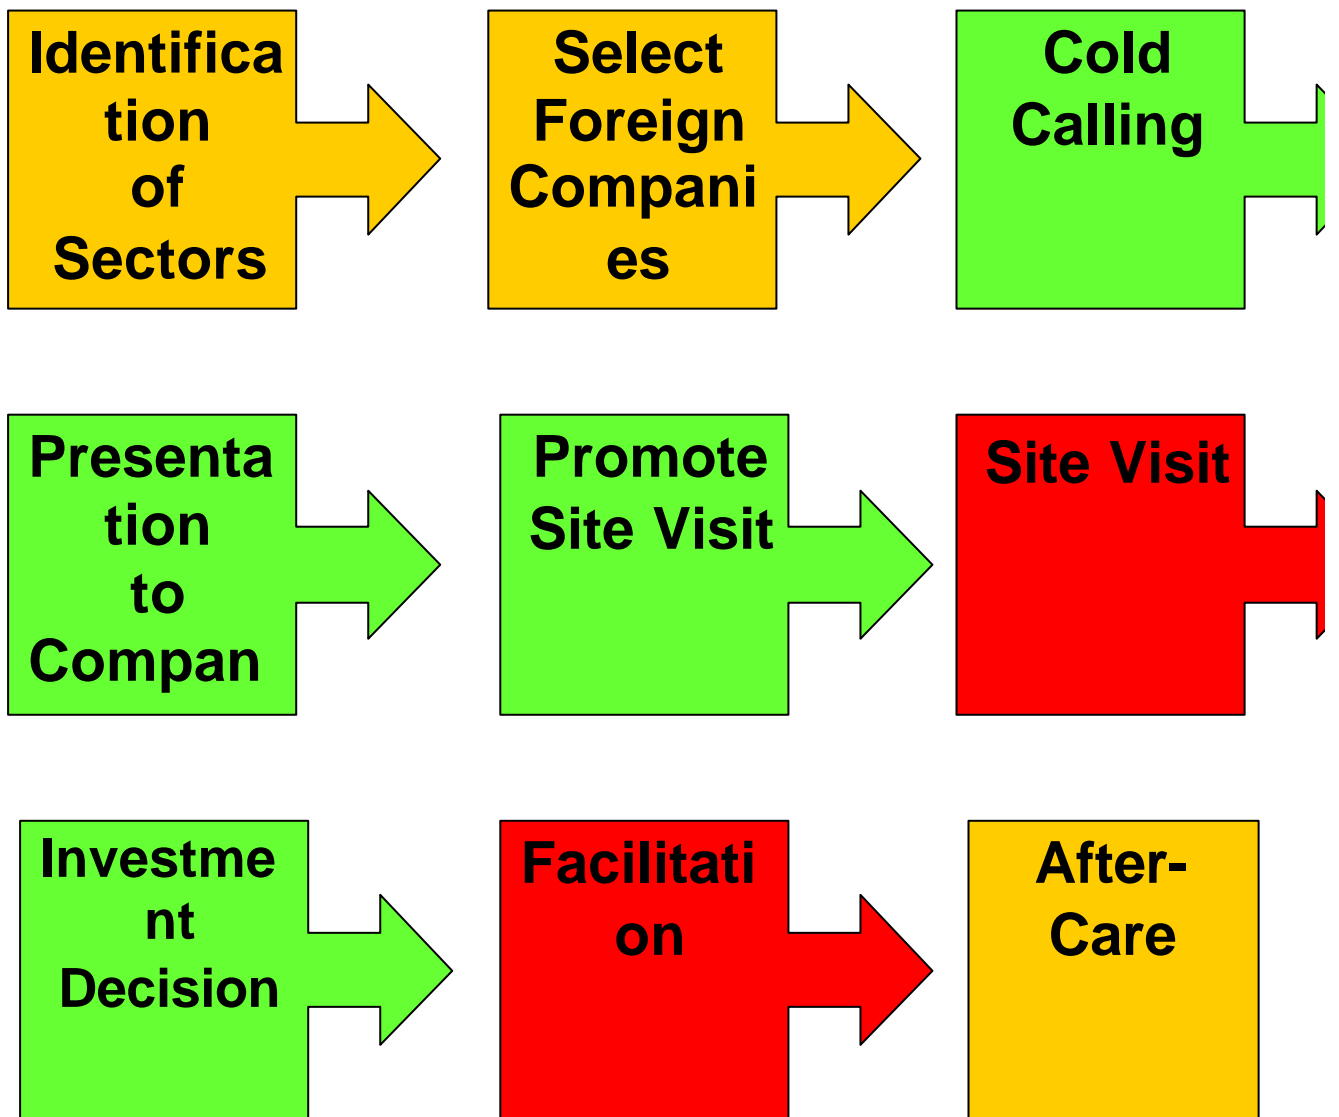 Identifica
tion
of
Sectors
Select
Foreign
Compani
es
Cold
Calling
Presenta
tion
to
Compan
Promote
Site Visit
Site Visit
Investme
nt
Decision
Facilitati
on
After-
Care